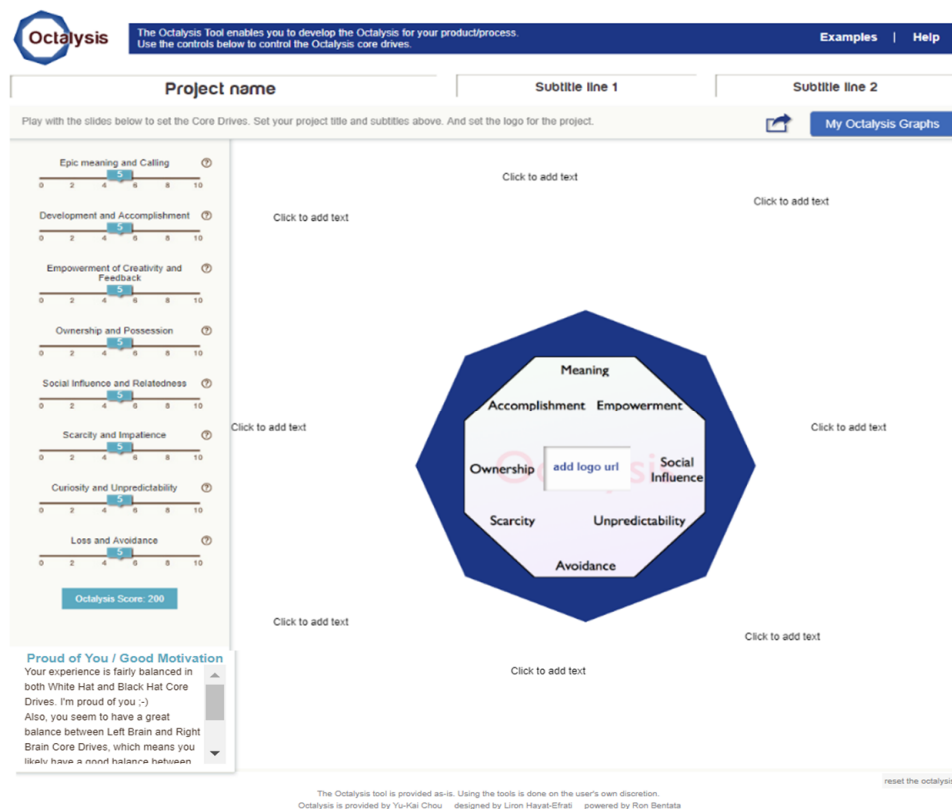 Octalysis
The Octalysis Tool enables you to develop the Octalysis for your product/process.
Use the controls below to control the Octalysis core drives.
Examples | Help
Project name
Subtitle line 1
Subtitle line 2
Play with the slides below to set the Core Drives. Set your project title and subtitles above. And set the logo for the project.
My Octalysis Graphs
Epic meaning and Calling ?
5
0 2 4 6 8 10
Development and Accomplishment ?
5
0 2 4 6 8 10
Empowerment of Creativity and
Feedback ?
5
0 2 4 6 8 10
Ownership and Possession ?
5
0 2 4 6 8 10
Social Influence and Relatedness ?
5
0 2 4 6 8 10
Scarcity and Impatience ?
5
0 2 4 6 8 10
Curiosity and Unpredictability ?
5
0 2 4 6 8 10
Loss and Avoidance ?
5
0 2 4 6 8 10
Octalysis Score: 200
Proud of You / Good Motivation
Your experience is fairly balanced in
both White Hat and Black Hat Core
Drives. I'm proud of you ;-)
Also, you seem to have a great
balance between Left Brain and Right
Brain Core Drives, which means you
likely have a good balance between
Click to add text
Click to add text
Click to add text
Click to add text
Click to add text
Click to add text
Click to add text
Click to add text
Meaning
Accomplishment Empowerment
Ownership
add logo url
Social
Influence
Scarcity
Unpredictability
Avoidance
reset the octalysis
The Octalysis tool is provided as-is. Using the tools is done on the user's own discretion.
Octalysis is provided by Yu-Kai Chou designed by Liron Hayat-Efrati powered by Ron Bentata